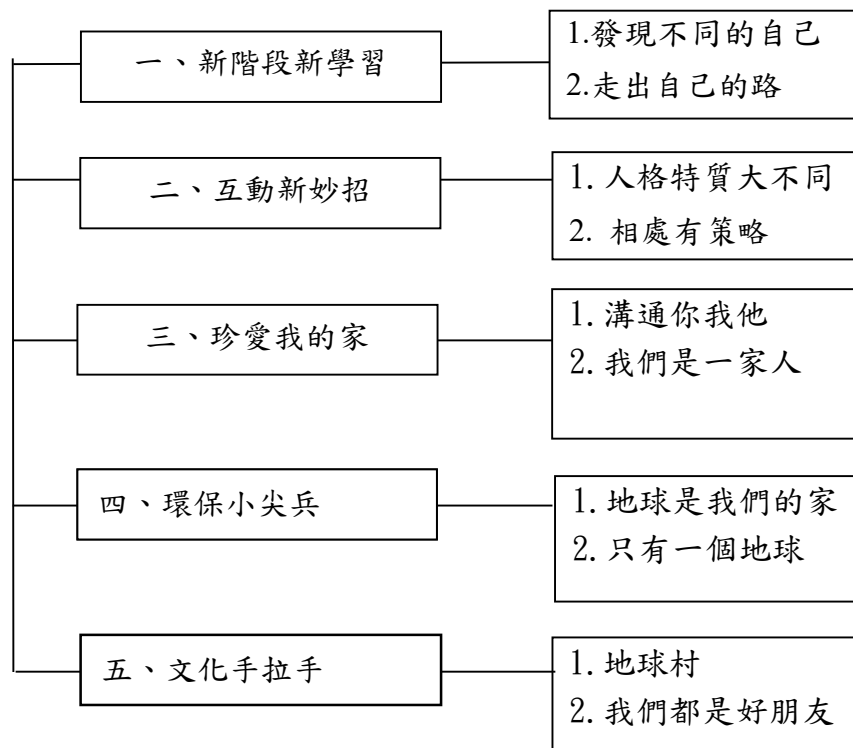 一、新階段新學習
1.發現不同的自己
2.走出自己的路
二、互動新妙招
1.人格特質大不同
2. 相處有策略
三、珍愛我的家
1.溝通你我他
2.我們是一家人
四、環保小尖兵
1.地球是我們的家
2.只有一個地球
五、文化手拉手
1.地球村
2.我們都是好朋友